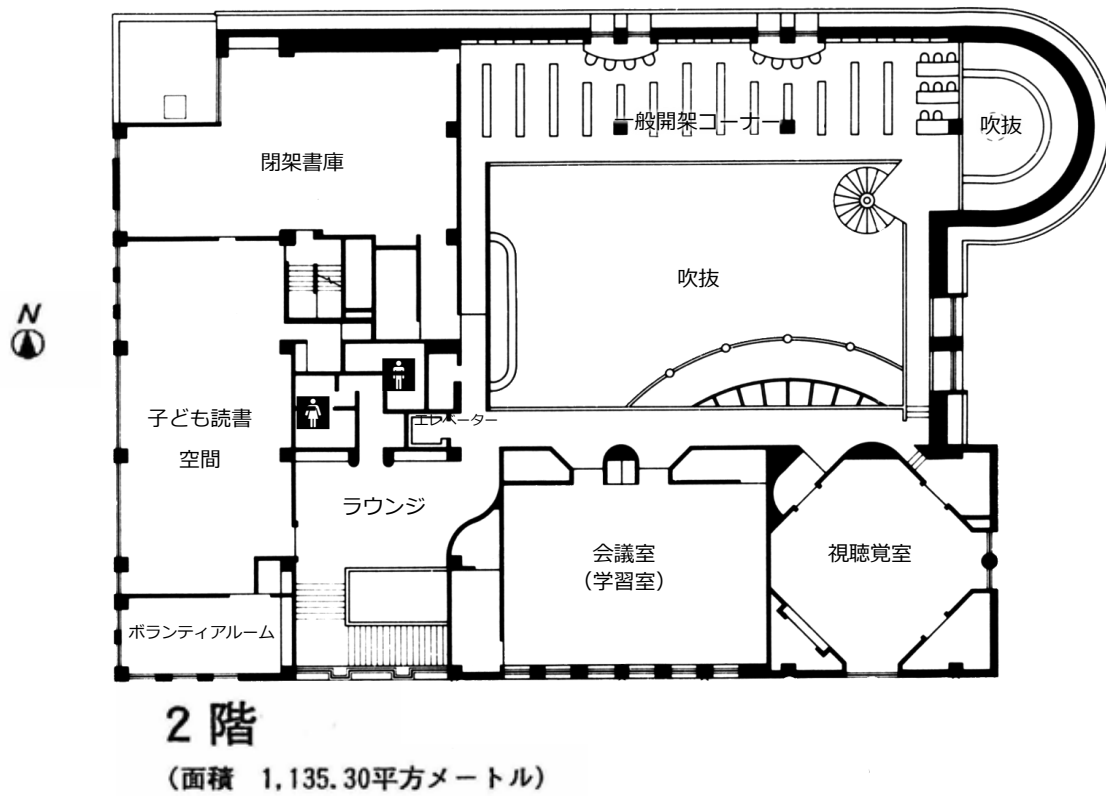 一般開架コーナー
吹抜
閉架書庫
吹抜
N
子ども読書
空間
エレベーター
ラウンジ
会議室
（学習室）
視聴覚室
ボランティアルーム
2階
（面積 1,135.30平方メートル）